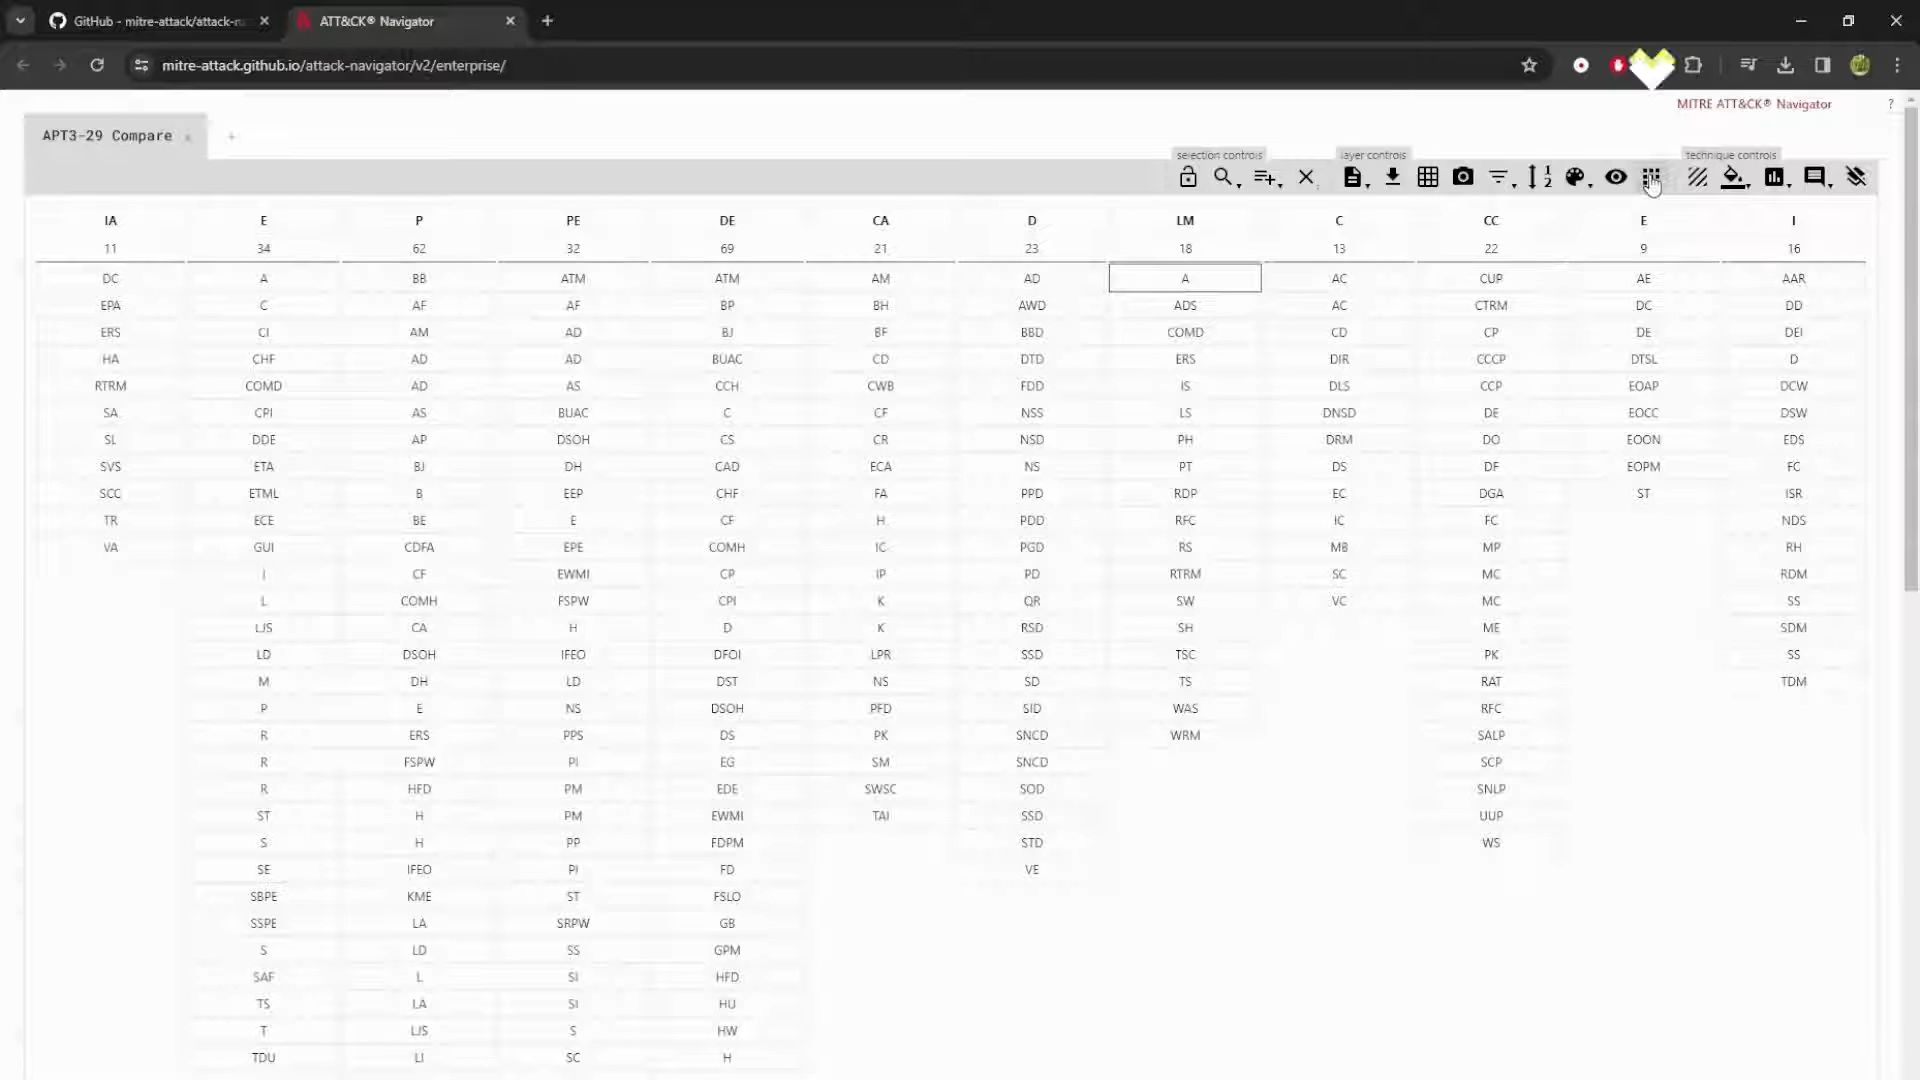 GitHub - mitre-attack/attack-n
ATT&CK® Navigator
mitre-attack.github.io/attack-navigator/v2/enterprise/
MITRE ATT&CK® Navigator ?
APT3-29 Compare x +
selection controls layer controls technique controls
IA E P PE DE CA D LM C CC E I
11 34 62 32 69 21 23 18 13 22 9 16
DC A BB ATM ATM AM AD A AC CUP AE AAR
EPA C AF AF BP BH AWD ADS AC CTRM DC DD
ERS CI AM AD BJ BF BBD COMD CD CP DE DEI
HA CHF AD AD BUAC CD DTD ERS DIR CCCP DTSL D
RTRM COMD AD AS CCH CWB FDD IS DLS CCP EOAP DCW
SA CPI AS BUAC C CF NSS LS DNSD DE EOCC DSW
SL DDE AP DSOH CS CR NSD PH DRM DO EOON EDS
SVS ETA BJ DH CAD ECA NS PT DS DF EOPM FC
SCC ETML B EEP CHF FA PPD RDP EC DGA ST ISR
TR ECE BE E CF H PDD RFC IC FC NDS
VA GUI CDFA EPE COMH IC PGD RS MB MP RH
I CF EWMI CP IP PD RTRM SC MC RDM
L COMH FSPW CPI K QR SW VC MC SS
LJS CA H D K RSD SH ME SDM
LD DSOH IFEO DFOI LPR SSD TSC PK SS
M DH LD DST NS SD TS RAT TDM
P E NS DSOH PFD SID WAS RFC
R ERS PPS DS PK SNCD WRM SALP
R FSPW PI EG SM SNCD SCP
R HFD PM EDE SWSC SOD SNLP
ST H PM EWMI TAI SSD UUP
S H PP FDPM STD WS
SE IFEO PI FD VE
SBPE KME ST FSLO
SSPE LA SRPW GB
S LD SS GPM
SAF L SI HFD
TS LA SI HU
T LJS S HW
TDU LI SC H